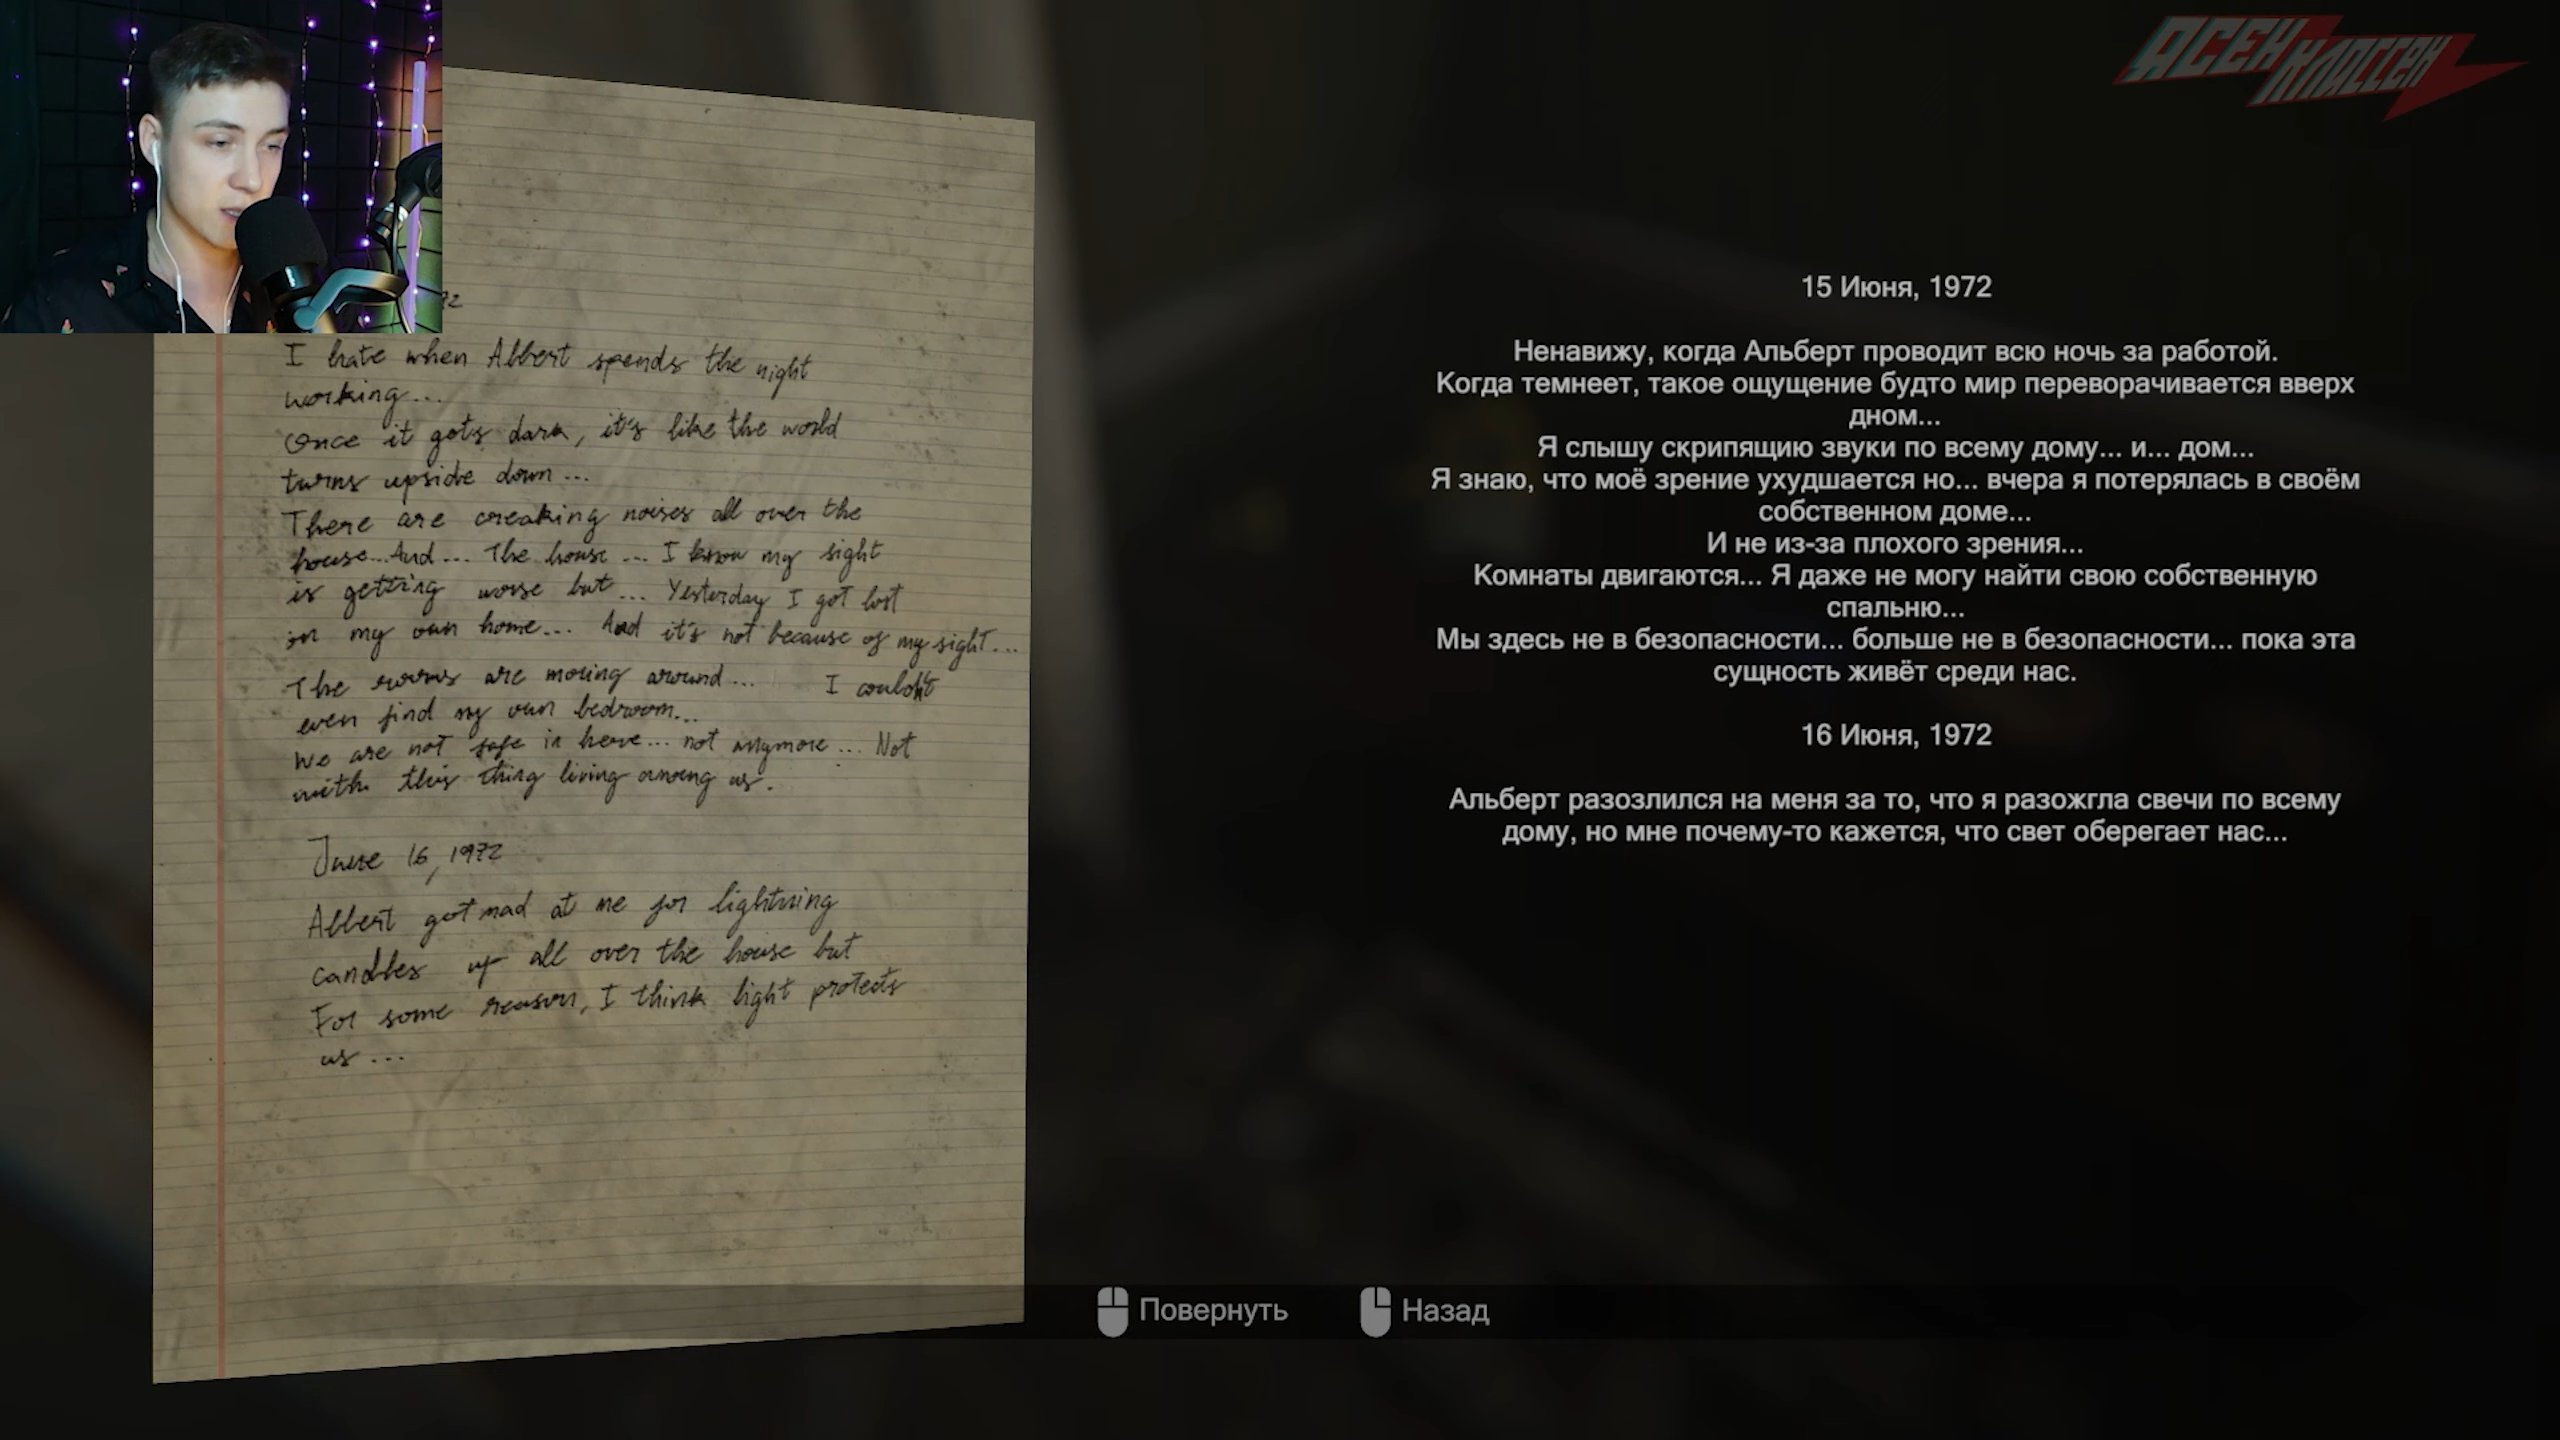 АСЕН КЛАССЕН
72
I hate when Albert spends the night
working...
Once it gets dark, it's like the world
turns upside down...
There are creaking noises all over the
house... And... The house... I know my sight
is getting worse but... Yesterday I got lost
in my own home... And it's not because of my sight...
The rooms are moving around... I couldn't
even find my own bedroom...
We are not safe in here... not anymore... Not
with this thing living among us.
June 16, 1972
Albert got mad at me for lightning
candles up all over the house but
For some reason, I think light protects
us...
15 Июня, 1972
Ненавижу, когда Альберт проводит всю ночь за работой.
Когда темнеет, такое ощущение будто мир переворачивается вверх
дном...
Я слышу скрипящию звуки по всему дому... и... дом...
Я знаю, что моё зрение ухудшается но... вчера я потерялась в своём
собственном доме...
И не из-за плохого зрения...
Комнаты двигаются... Я даже не могу найти свою собственную
спальню...
Мы здесь не в безопасности... больше не в безопасности... пока эта
сущность живёт среди нас.
16 Июня, 1972
Альберт разозлился на меня за то, что я разожгла свечи по всему
дому, но мне почему-то кажется, что свет оберегает нас...
Повернуть
Назад